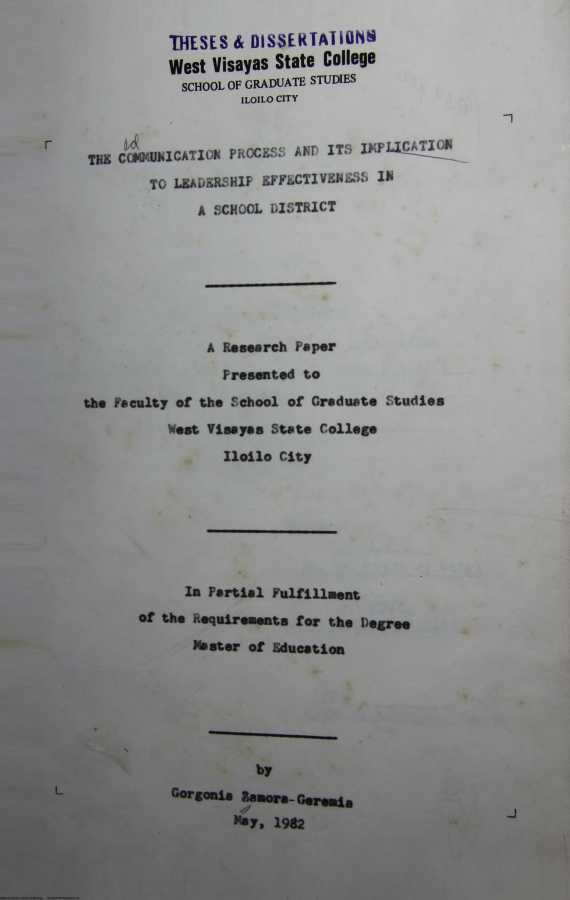 THESES & DISSERTATIONS
West Visayas State College
SCHOOL OF GRADUATE STUDIES
ILOILO CITY
THE COMMUNICATION PROCESS AND ITS IMPLICATION
TO LEADERSHIP EFFECTIVENESS IN
A SCHOOL DISTRICT
A Research Paper
Presented to
the Faculty of the School of Graduate Studies
West Visayas State College
Iloilo City
In Partial Fulfillment
of the Requirements for the Degree
Master of Education
by
Gorgonia Zamora-Geremia
May, 1982